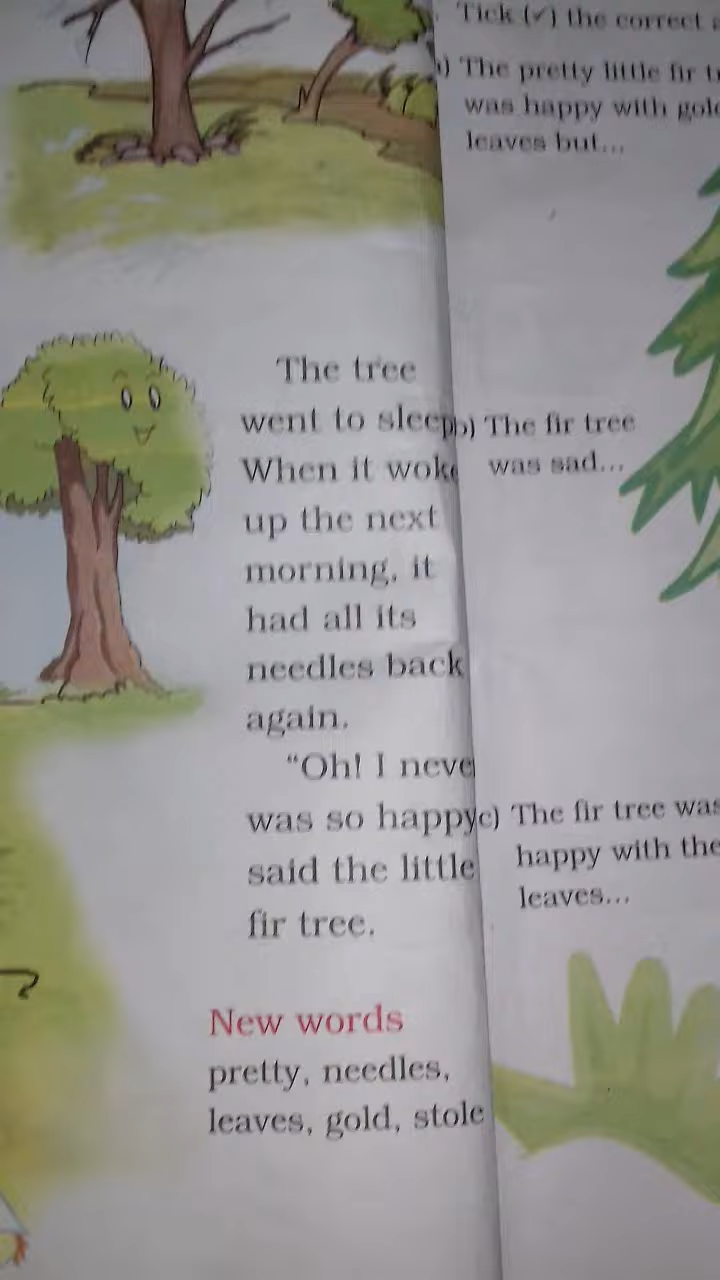 The tree
went to sleep
When it woke
up the next
morning, it
had all its
needles back
again.
"Oh! I neve
was so happy
said the little
fir tree.
New words
pretty, needles,
leaves, gold, stole
Tick (✓) the correct
) The pretty little fir
was happy with
leaves but...
b) The fir tree
was sad...
c) The fir tree was
happy with the
leaves...